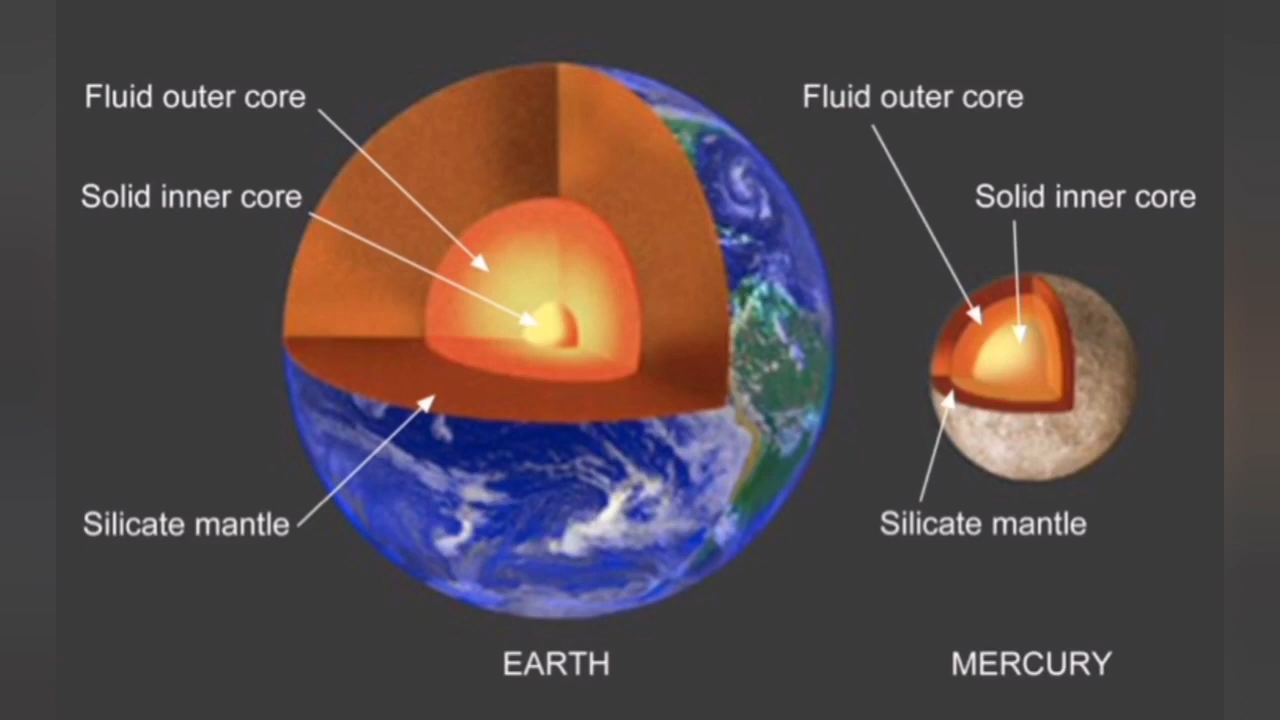 Fluid outer core
Solid inner core
Silicate mantle
EARTH
Fluid outer core
Solid inner core
Silicate mantle
MERCURY